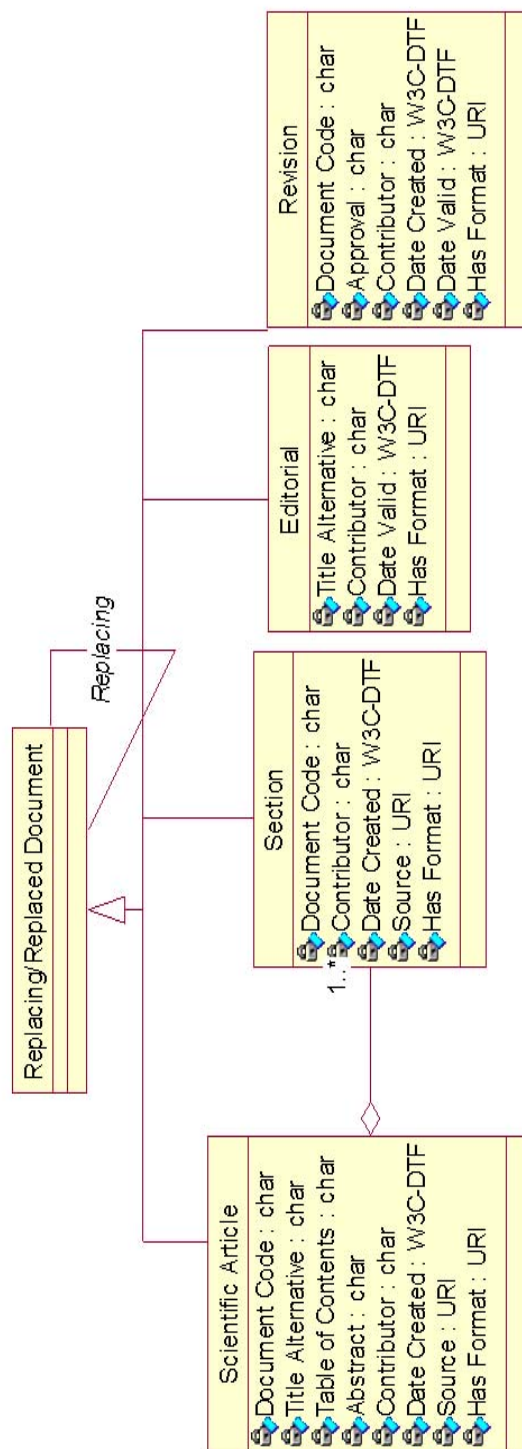 Replacing/Replaced Document
Replacing
Scientific Article
Document Code : char
Title Alternative : char
Table of Contents : char
Abstract : char
Contributor : char
Date Created : W3C-DTF
Source : URI
Has Format : URI
1..*
Section
Document Code : char
Contributor : char
Date Created : W3C-DTF
Source : URI
Has Format : URI
Editorial
Title Alternative : char
Contributor : char
Date Valid : W3C-DTF
Has Format : URI
Revision
Document Code : char
Approval : char
Contributor : char
Date Created : W3C-DTF
Date Valid : W3C-DTF
Has Format : URI